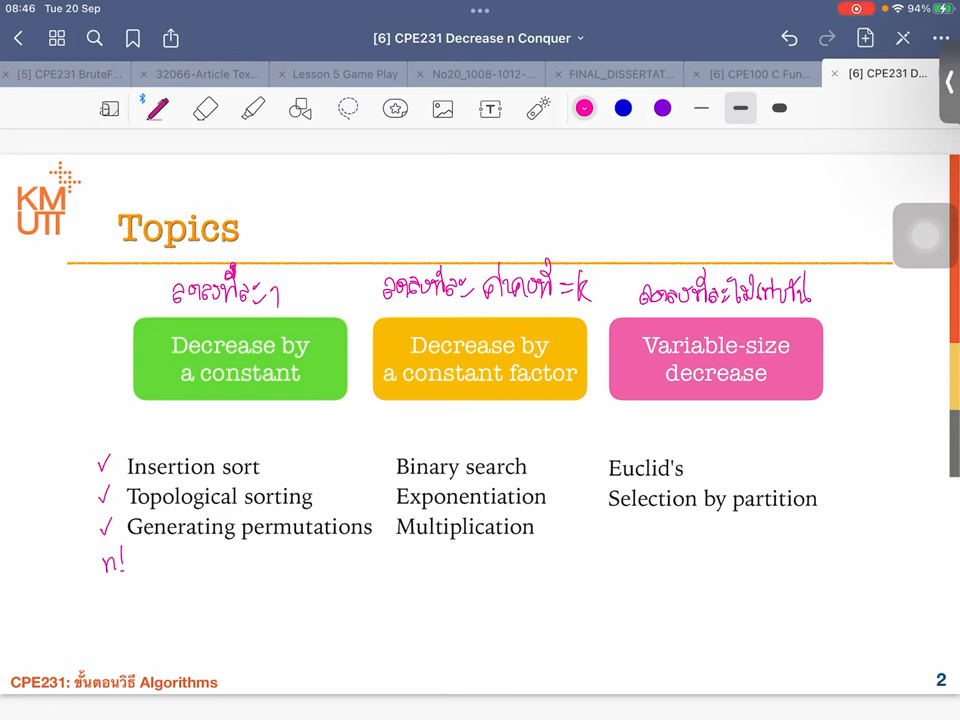 08:46 Tue 20 Sep 94%
[6] CPE231 Decrease n Conquer
[5] CPE231 BruteF... 32066-Article Tex... Lesson 5 Game Play No20_1008-1012-... FINAL_DISSERTAT... [6] CPE100 C Fun... [6] CPE231 D...
KM
UTT
Topics
ลดลงทีละ 1 ลดลงทีละ ค่าคงที่ = k ลดลงทีละไม่เท่ากัน
Decrease by Decrease by Variable-size
a constant a constant factor decrease
✓ Insertion sort Binary search Euclid's
✓ Topological sorting Exponentiation Selection by partition
✓ Generating permutations Multiplication
n!
CPE231: ขั้นตอนวิธี Algorithms 2